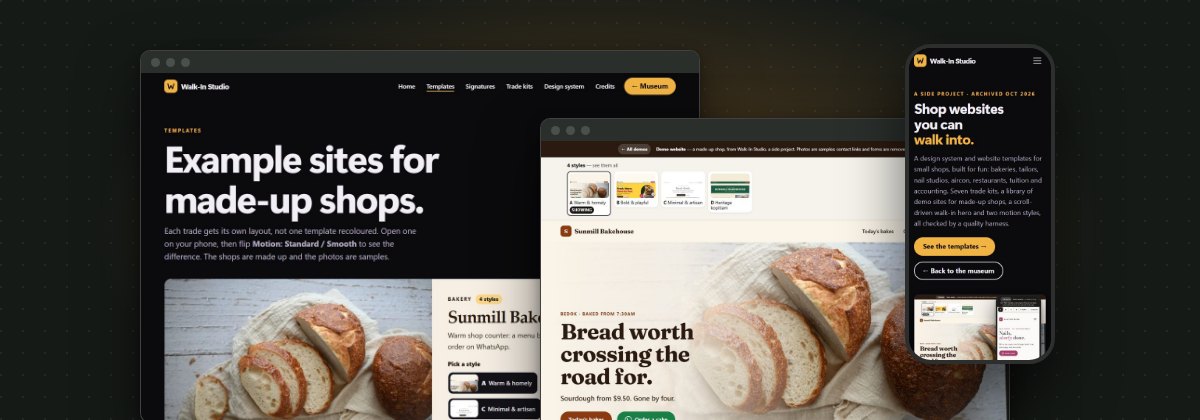 Walk-In Studio
Home
Templates
Signatures
Trade kits
Design system
Credits
← Museum
TEMPLATES
Example sites for
made-up shops.
Each trade gets its own layout, not one template recoloured. Open one
on your phone, then flip Motion: Standard / Smooth to see the
difference. The shops are made up and the photos are samples.
BAKERY
4 styles
Sunmill Bake
Warm shop counter: a menu b
order on WhatsApp.
Pick a style
A Warm & homely
C Minimal & artisan
← All demos
Demo website — a made-up shop, from Walk-In Studio, a side project. Photos are samples; contact links and forms are remove
4 styles — see them all
A Warm & homely
SHOWING
B Bold & playful
C Minimal & artisan
D Heritage
kopitiam
S
Sunmill Bakehouse
Today's bakes
BEDOK · BAKED FROM 7:30AM
Bread worth
crossing the
road for.
Sourdough from $9.50. Gone by four.
Today's bakes
Order a cake
Walk-In Studio
A SIDE PROJECT · ARCHIVED OCT 2026
Shop websites
you can
walk into.
A design system and website templates for
small shops, built for fun: bakeries, tailors,
nail studios, aircon, restaurants, tuition and
accounting. Seven trade kits, a library of
demo sites for made-up shops, a scroll-
driven walk-in hero and two motion styles,
all checked by a quality harness.
See the templates →
← Back to the museum
Bread worth
crossing the
Nails,
done.